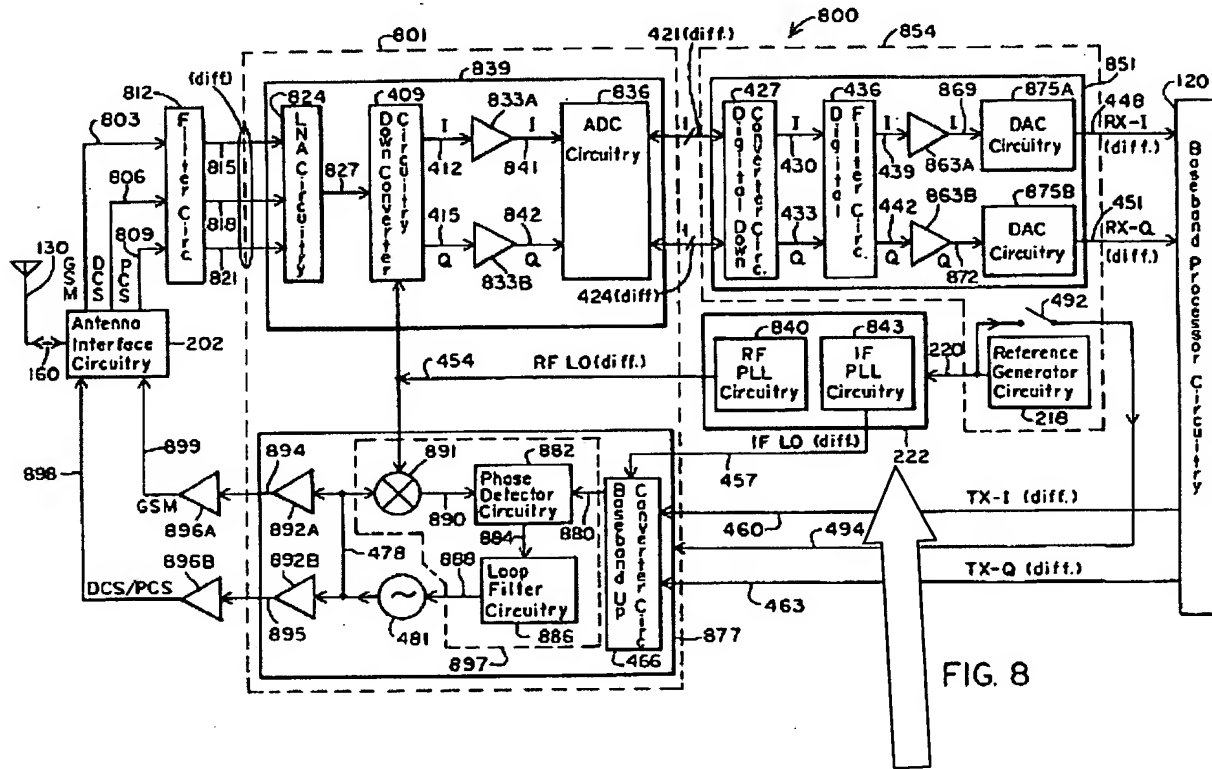 800
801
421 (diff.)
854
(diff)
839
851
812
824
409
833A
836
427
436
869
875A
448
120
803
Filter Circ.
LNA Circuitry
Down Converter Circuitry
I
I
ADC Circuitry
I
Digital Down Converter Circ.
I
Digital Filter Circ.
I
I
DAC Circuitry
RX-I
(diff.)
Baseband Processor Circuitry
815
827
412
841
430
439
863A
806
818
415
842
433
442
863B
875B
451
809
821
Q
Q
Q
Q
Q
Q
DAC Circuitry
RX-Q
(diff.)
833B
424 (diff)
872
130
GSM
DCS
PCS
492
Antenna Interface Circuitry
202
160
840
843
220
454
RF LO (diff.)
RF PLL Circuitry
IF PLL Circuitry
Reference Generator Circuitry
218
IF LO (diff.)
222
899
898
894
891
882
457
Phase Detector Circuitry
890
880
Baseband Up Converter Circ.
TX-I (diff.)
460
GSM
896A
892A
884
494
478
896B
892B
888
Loop Filter Circuitry
TX-Q (diff.)
463
DCS/PCS
895
481
886
877
897
466
FIG. 8